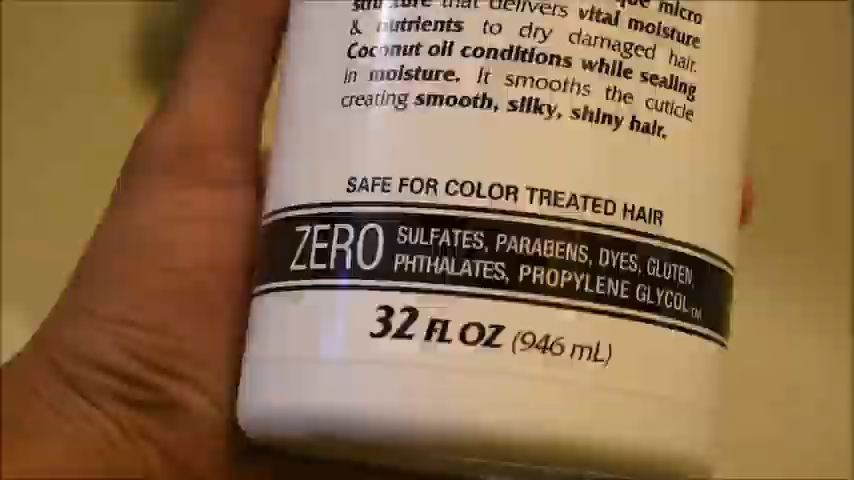 micro
structure that delivers vital moisture
& nutrients to dry damaged hair.
Coconut oil conditions while sealing
in moisture. It smooths the cuticle
creating smooth, silky, shiny hair.
SAFE FOR COLOR TREATED HAIR
ZERO SULFATES, PARABENS, DYES, GLUTEN,
PHTHALATES, PROPYLENE GLYCOL™
32 FL OZ (946 mL)